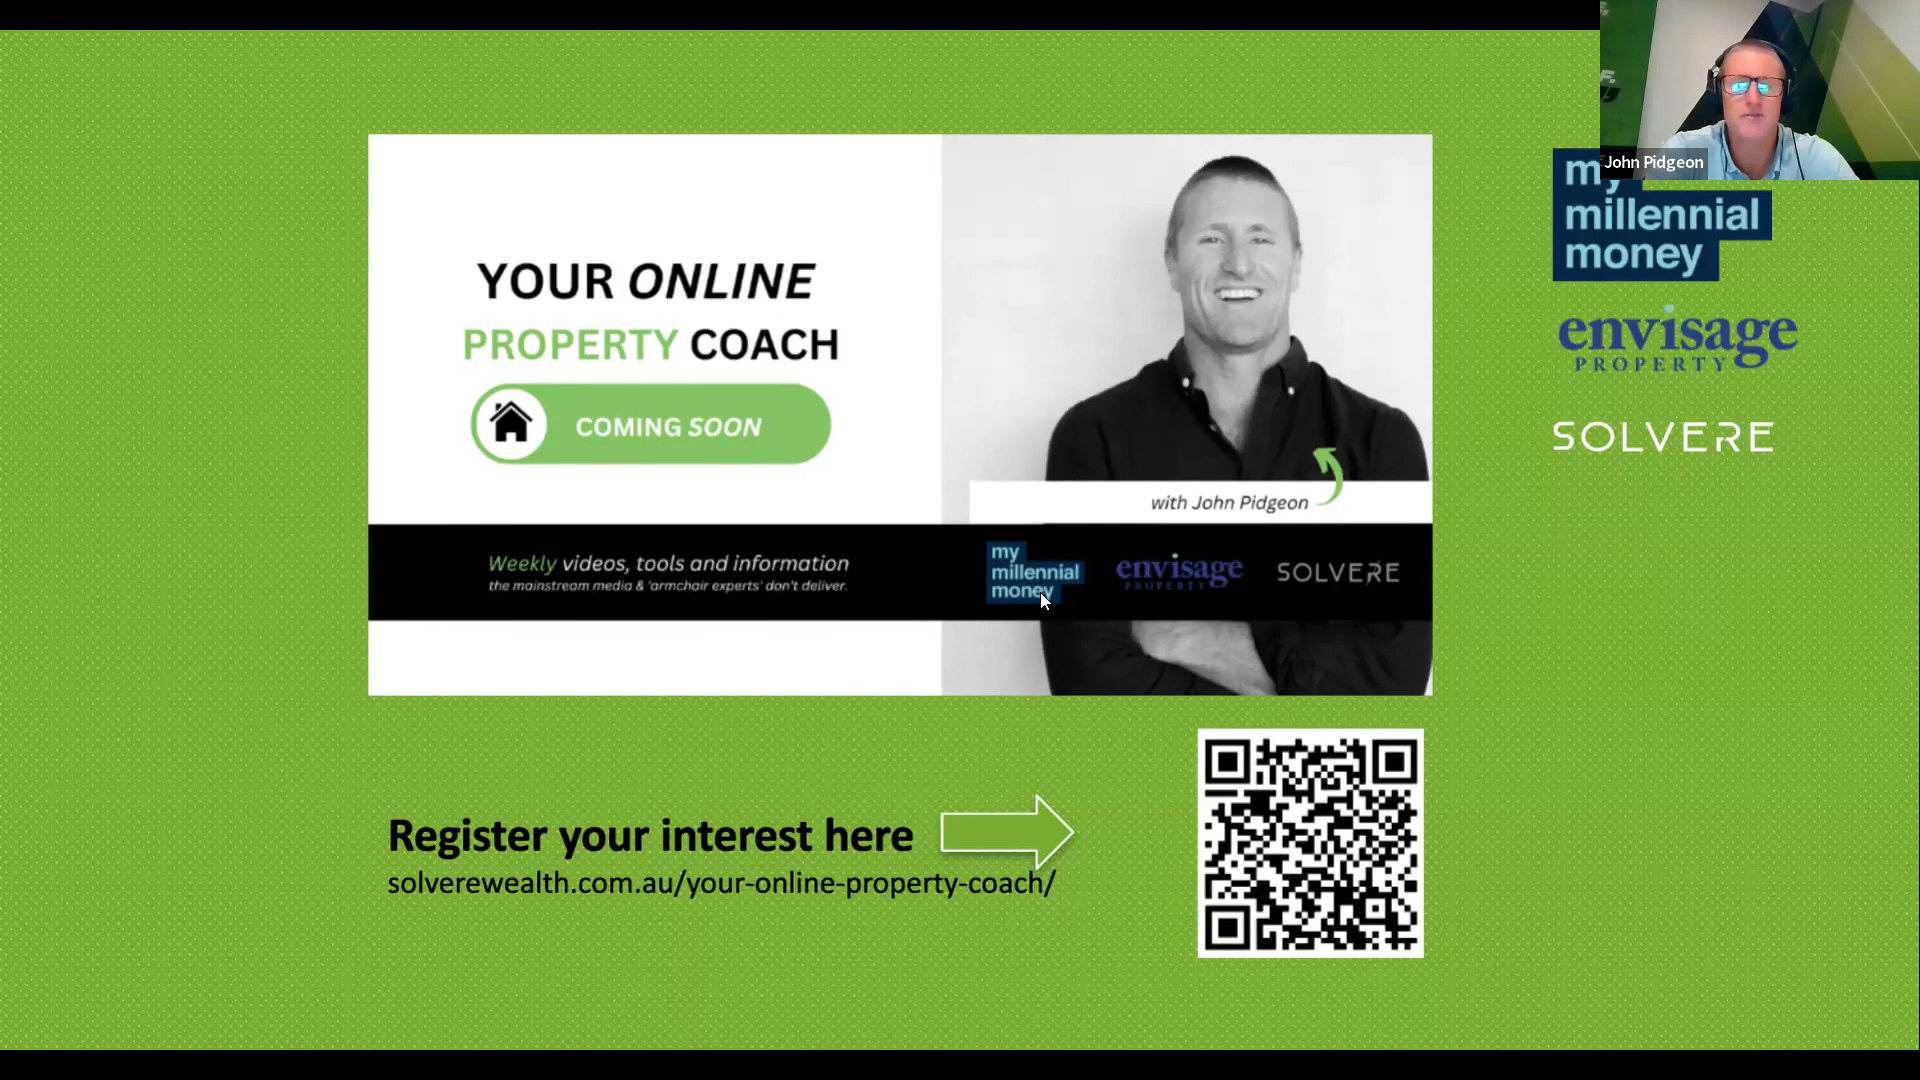 John Pidgeon
my
millennial
money
envisage
PROPERTY
SOLVERE
YOUR ONLINE
PROPERTY COACH
COMING SOON
with John Pidgeon
Weekly videos, tools and information
the mainstream media & 'armchair experts' don't deliver.
my
millennial
money
envisage
PROPERTY
SOLVERE
Register your interest here
solverewealth.com.au/your-online-property-coach/